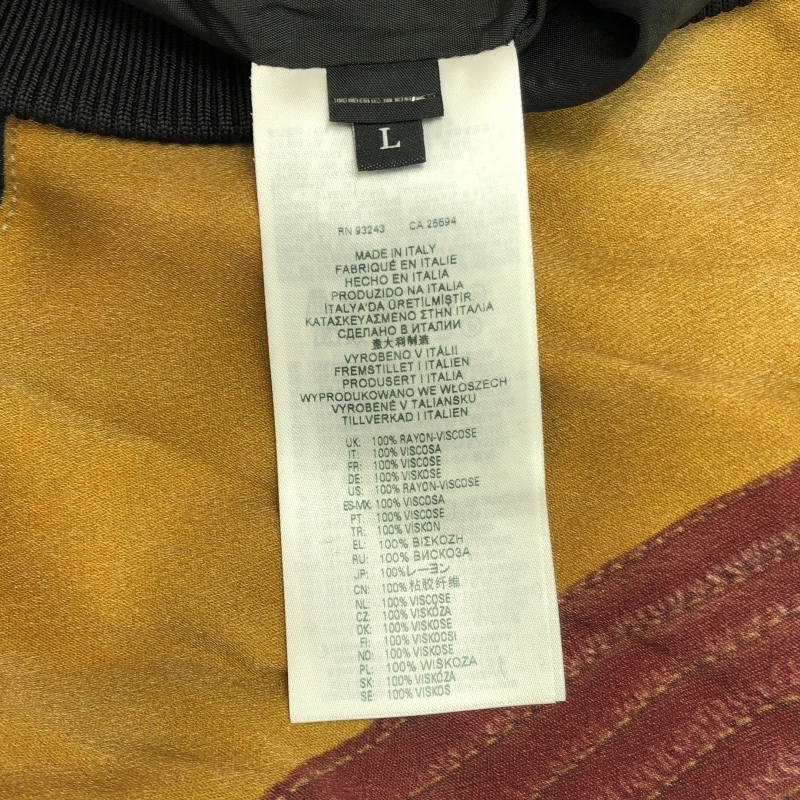 L
RN 93243 CA 25594
MADE IN ITALY
FABRIQUÉ EN ITALIE
HECHO EN ITALIA
PRODUZIDO NA ITALIA
İTALYA'DA ÜRETİLMİŞTİR.
ΚΑΤΑΣΚΕΥΑΣΜΕΝΟ ΣΤΗΝ ΙΤΑΛΙΑ
СДЕЛАНО В ИТАЛИИ
意大利制造
VYROBENO V ITÁLII
FREMSTILLET I ITALIEN
PRODUSERT I ITALIA
WYPRODUKOWANO WE WŁOSZECH
VYROBENÉ V TALIANSKU
TILLVERKAD I ITALIEN
UK: 100% RAYON-VISCOSE
IT: 100% VISCOSA
FR: 100% VISCOSE
DE: 100% VISKOSE
US: 100% RAYON-VISCOSE
ES-MX: 100% VISCOSA
PT: 100% VISCOSE
TR: 100% VİSKON
EL: 100% ΒΙΣΚΟΖΗ
RU: 100% ВИСКОЗА
JP: 100%レーヨン
CN: 100%粘胶纤维
NL: 100% VISCOSE
CZ: 100% VISKÓZA
DK: 100% VISKOSE
FI: 100% VISKOOSI
NO: 100% VISKOSE
PL: 100% WISKOZA
SK: 100% VISKÓZA
SE: 100% VISKOS